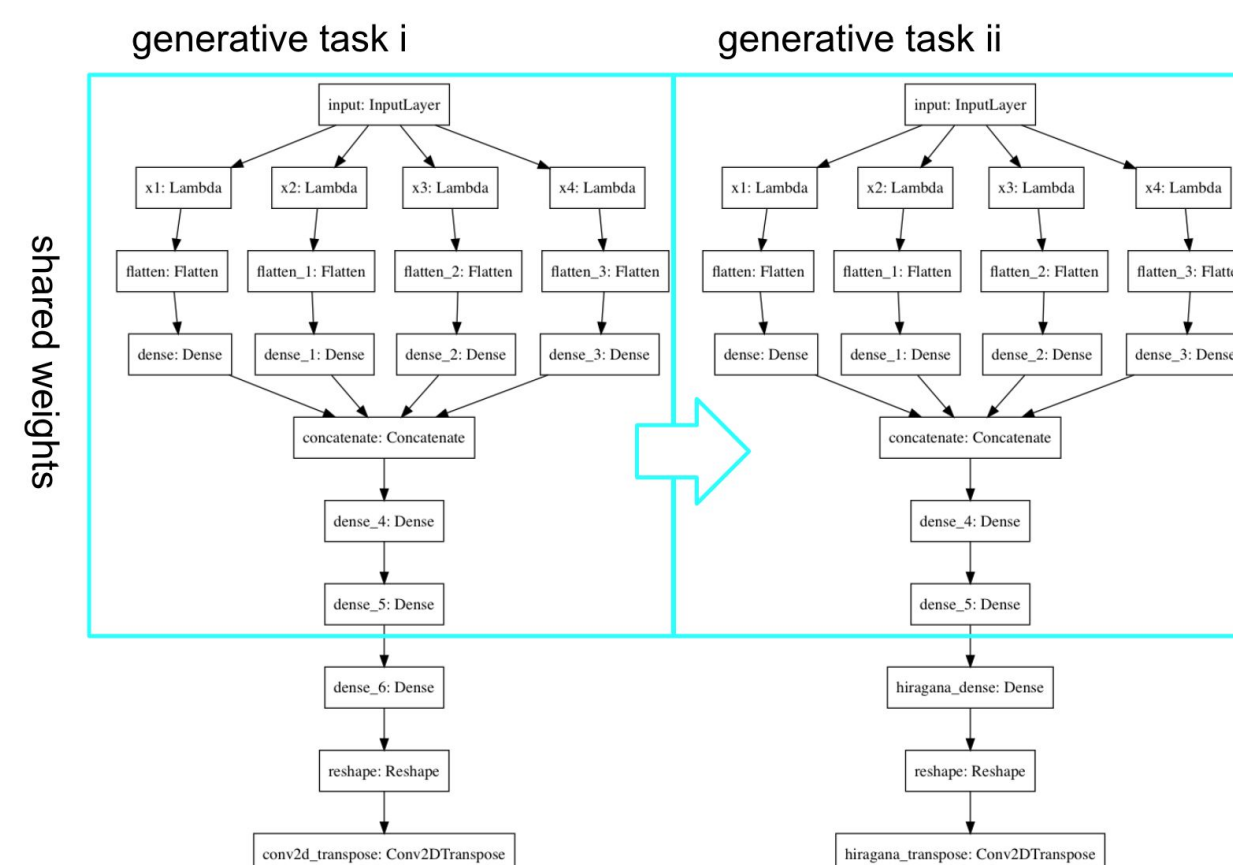 generative task i
generative task ii
shared weights
input: InputLayer
x1: Lambda
x2: Lambda
x3: Lambda
x4: Lambda
flatten: Flatten
flatten_1: Flatten
flatten_2: Flatten
flatten_3: Flatten
dense: Dense
dense_1: Dense
dense_2: Dense
dense_3: Dense
concatenate: Concatenate
dense_4: Dense
dense_5: Dense
dense_6: Dense
reshape: Reshape
conv2d_transpose: Conv2DTranspose
input: InputLayer
x1: Lambda
x2: Lambda
x3: Lambda
x4: Lambda
flatten: Flatten
flatten_1: Flatten
flatten_2: Flatten
flatten_3: Flatte
dense: Dense
dense_1: Dense
dense_2: Dense
dense_3: Dense
concatenate: Concatenate
dense_4: Dense
dense_5: Dense
hiragana_dense: Dense
reshape: Reshape
hiragana_transpose: Conv2DTranspose